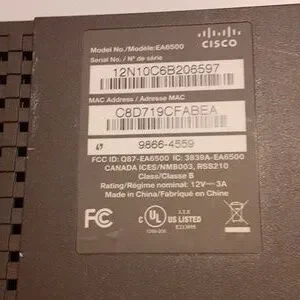 Model No./Modèle:EA6500
CISCO
Serial No. / N° de série
12N10C6B206597
MAC Address / Adresse MAC
C8D719CFABEA
9866-4559
FCC ID: Q87-EA6500 IC: 3839A-EA6500
CANADA ICES/NMB003, RSS210
Class/Classe B
Rating/Régime nominal: 12V⎓3A
Made in China/Fabriqué en Chine
FC
C UL US LISTED
I.T.E.